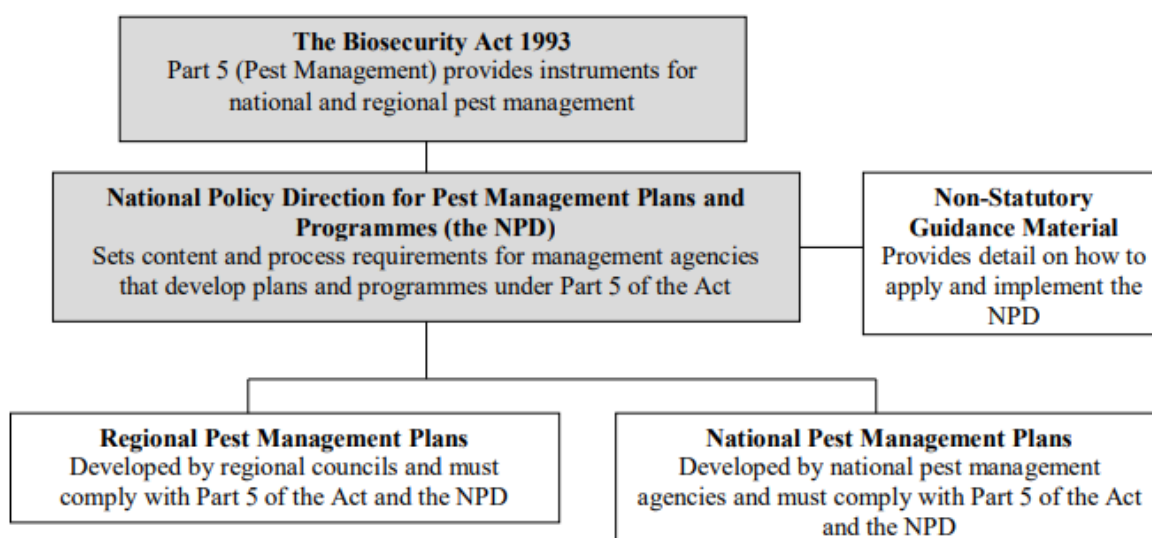 The Biosecurity Act 1993
Part 5 (Pest Management) provides instruments for
national and regional pest management
National Policy Direction for Pest Management Plans and
Programmes (the NPD)
Sets content and process requirements for management agencies
that develop plans and programmes under Part 5 of the Act
Non-Statutory
Guidance Material
Provides detail on how to
apply and implement the
NPD
Regional Pest Management Plans
Developed by regional councils and must
comply with Part 5 of the Act and the NPD
National Pest Management Plans
Developed by national pest management
agencies and must comply with Part 5 of the Act
and the NPD